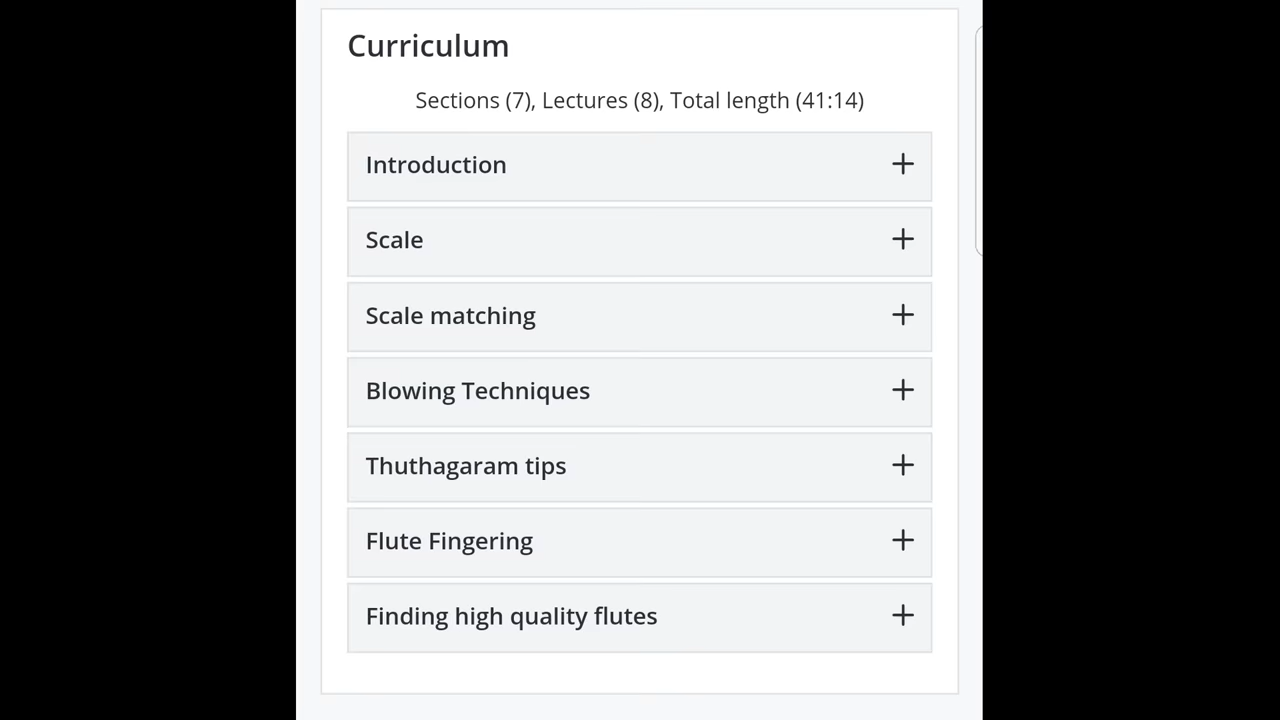 Curriculum
Sections (7), Lectures (8), Total length (41:14)
Introduction
Scale
Scale matching
Blowing Techniques
Thuthagaram tips
Flute Fingering
Finding high quality flutes